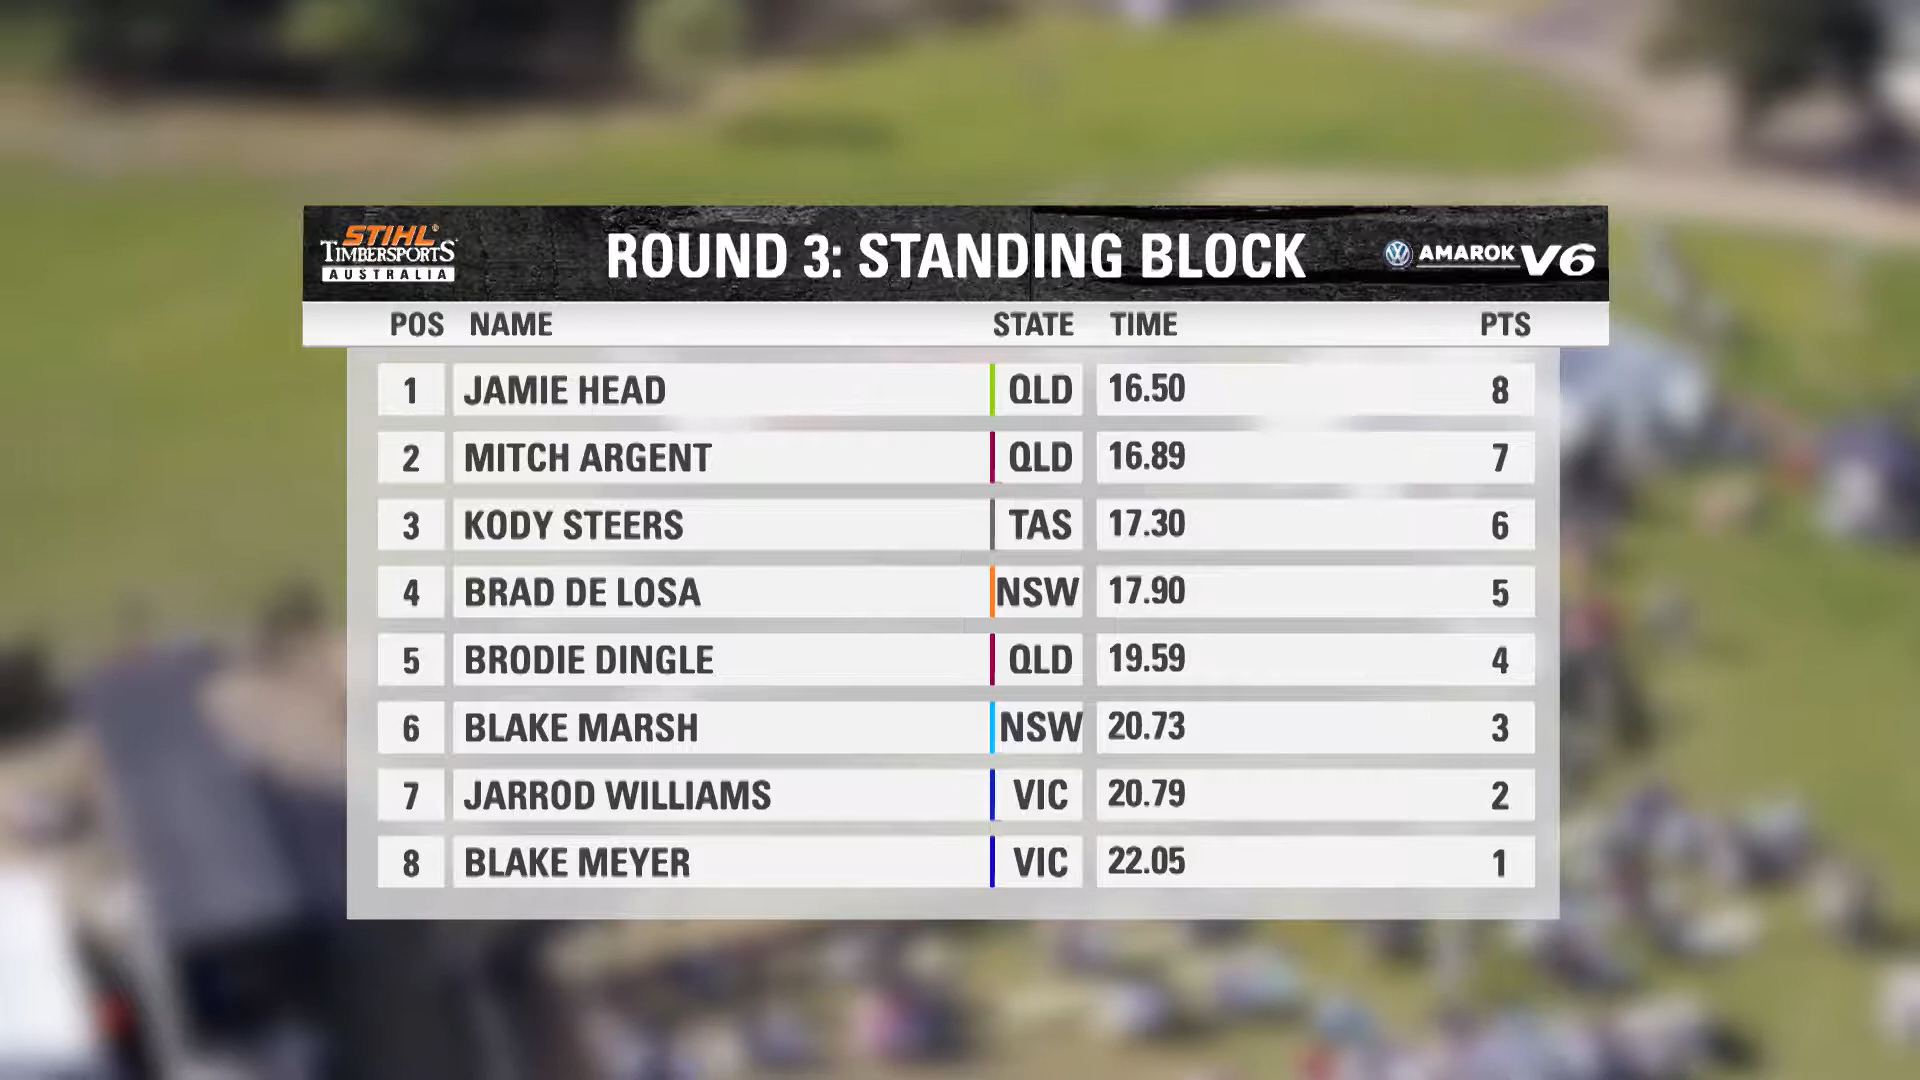 STIHL®
TIMBERSPORTS®
AUSTRALIA
ROUND 3: STANDING BLOCK
AMAROK V6
POS NAME STATE TIME PTS
1 JAMIE HEAD QLD 16.50 8
2 MITCH ARGENT QLD 16.89 7
3 KODY STEERS TAS 17.30 6
4 BRAD DE LOSA NSW 17.90 5
5 BRODIE DINGLE QLD 19.59 4
6 BLAKE MARSH NSW 20.73 3
7 JARROD WILLIAMS VIC 20.79 2
8 BLAKE MEYER VIC 22.05 1